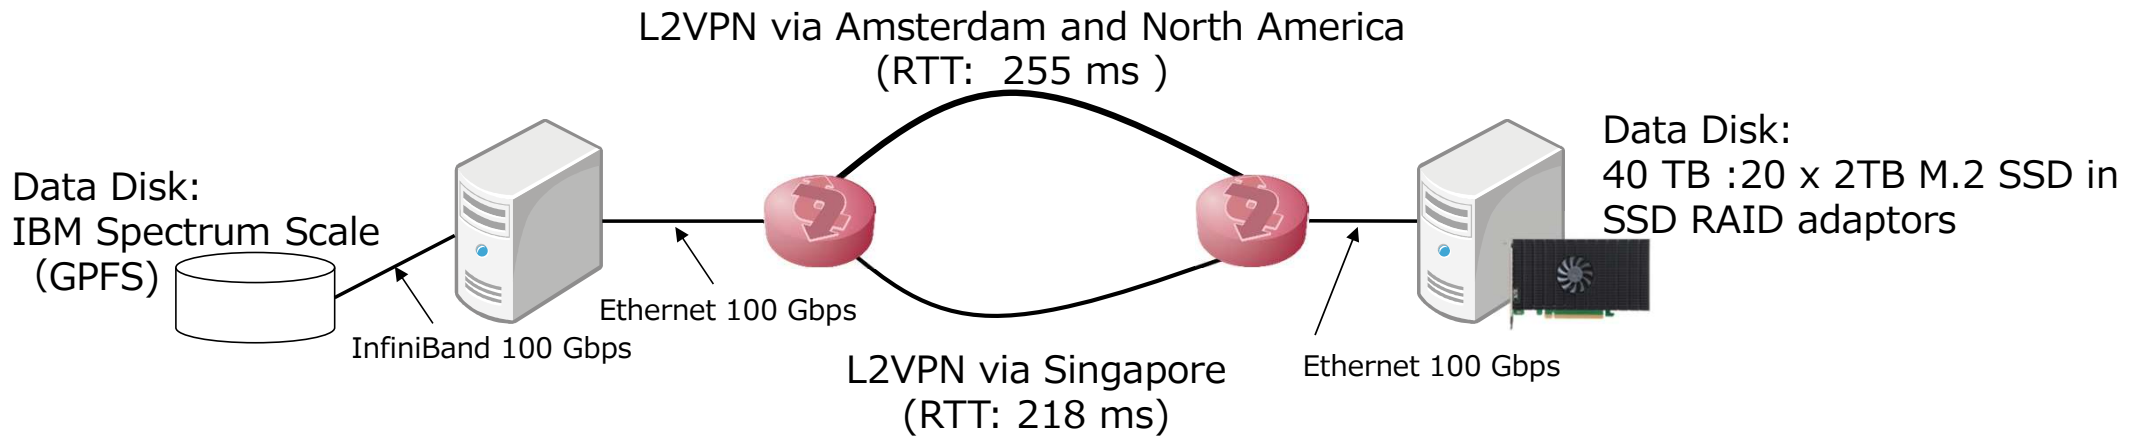 L2VPN via Amsterdam and North America
(RTT:  255 ms )
Data Disk:
IBM Spectrum Scale
（GPFS)
InfiniBand 100 Gbps
Ethernet 100 Gbps
L2VPN via Singapore
(RTT: 218 ms)
Data Disk:
40 TB :20 x 2TB M.2 SSD in
SSD RAID adaptors
Ethernet 100 Gbps